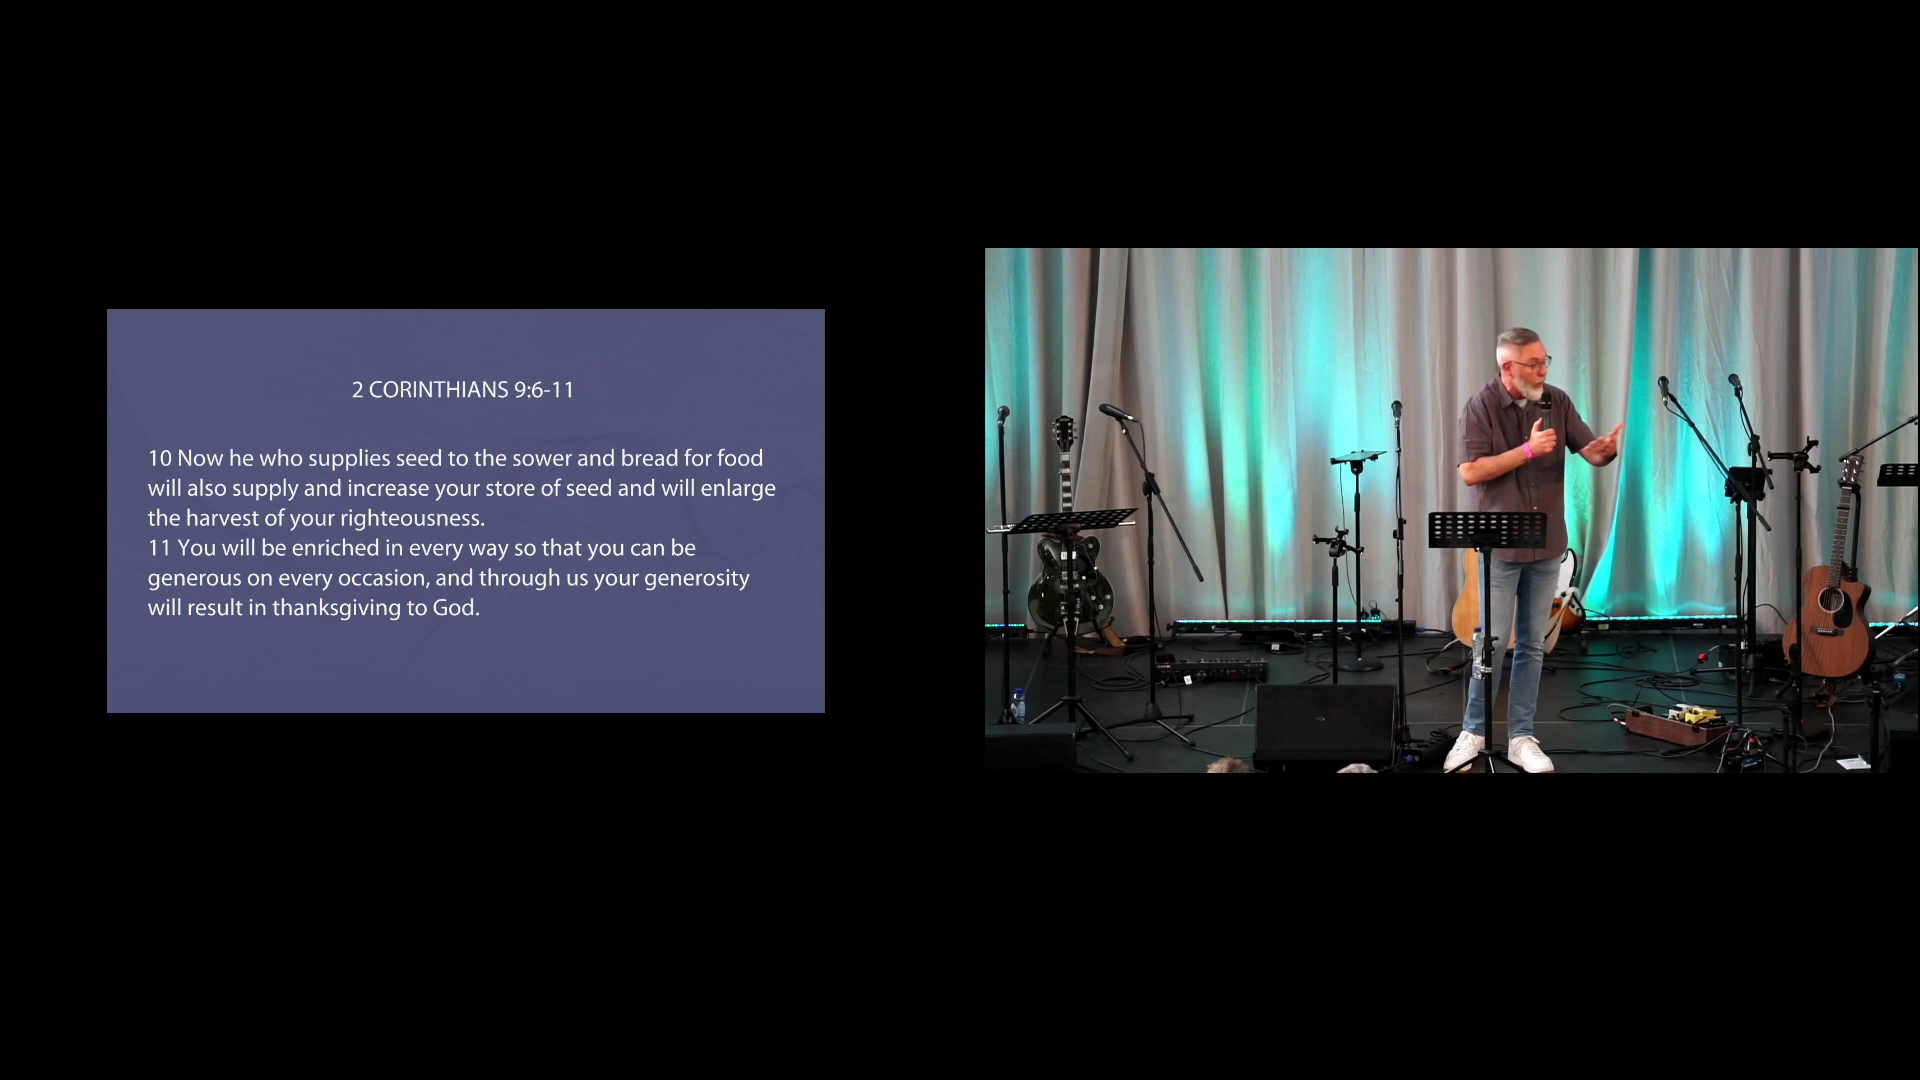 2 CORINTHIANS 9:6-11
10 Now he who supplies seed to the sower and bread for food
will also supply and increase your store of seed and will enlarge
the harvest of your righteousness.
11 You will be enriched in every way so that you can be
generous on every occasion, and through us your generosity
will result in thanksgiving to God.